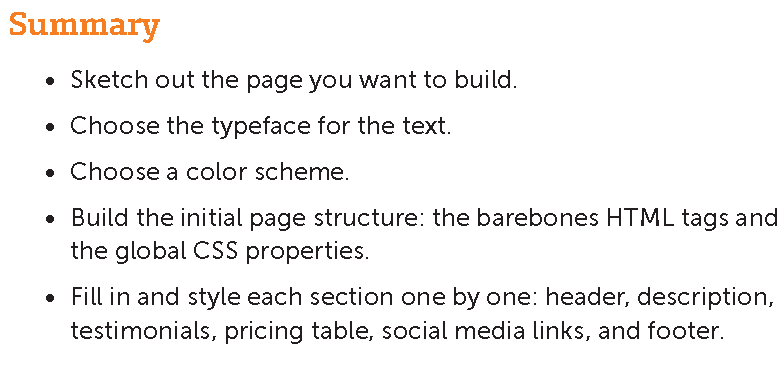 Summary
• Sketch out the page you want to build.
• Choose the typeface for the text.
• Choose a color scheme.
• Build the initial page structure: the barebones HTML tags and
the global CSS properties.
• Fill in and style each section one by one: header, description,
testimonials, pricing table, social media links, and footer.